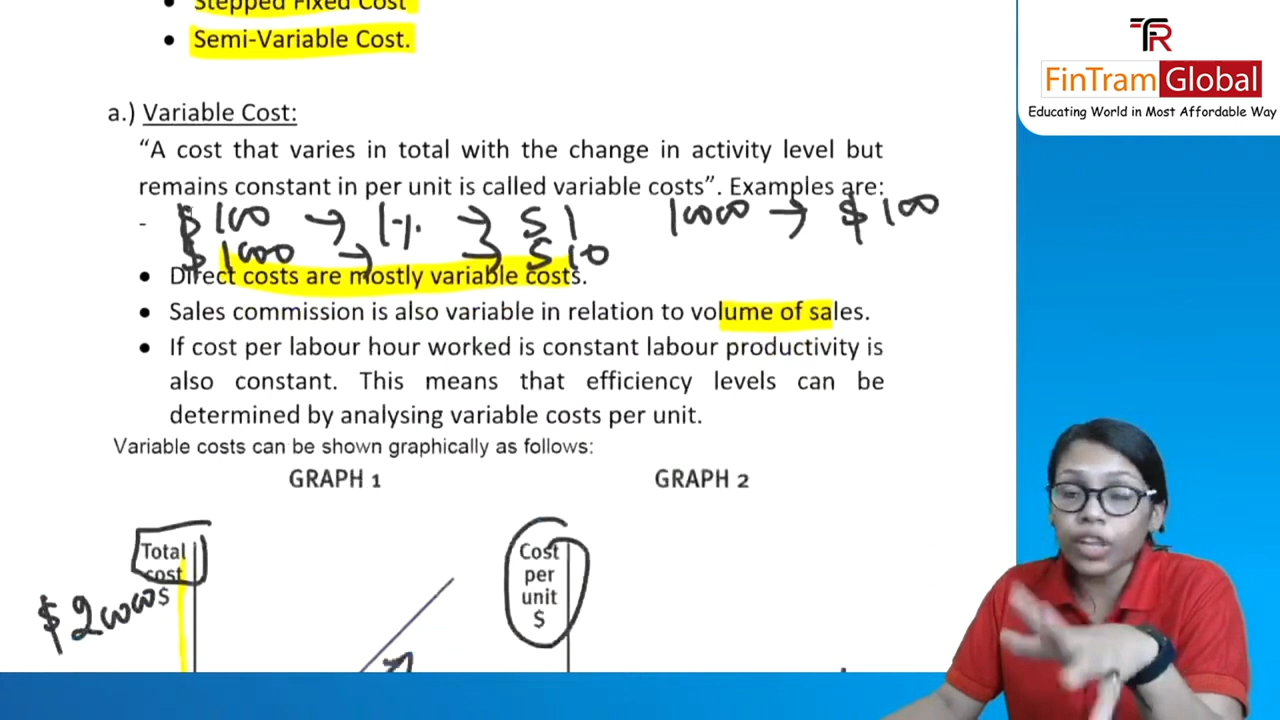 • Stepped Fixed Cost
• Semi-Variable Cost.
TR
FinTram Global
Educating World in Most Affordable Way
a.) Variable Cost:
“A cost that varies in total with the change in activity level but
remains constant in per unit is called variable costs”. Examples are:
- $ 100 → 1% → $ 1 10000 → $ 100
$ 1000 → → $ 10
• Direct costs are mostly variable costs.
• Sales commission is also variable in relation to volume of sales.
• If cost per labour hour worked is constant labour productivity is
also constant. This means that efficiency levels can be
determined by analysing variable costs per unit.
Variable costs can be shown graphically as follows:
GRAPH 1 GRAPH 2
Total
cost
$
Cost
per
unit
$